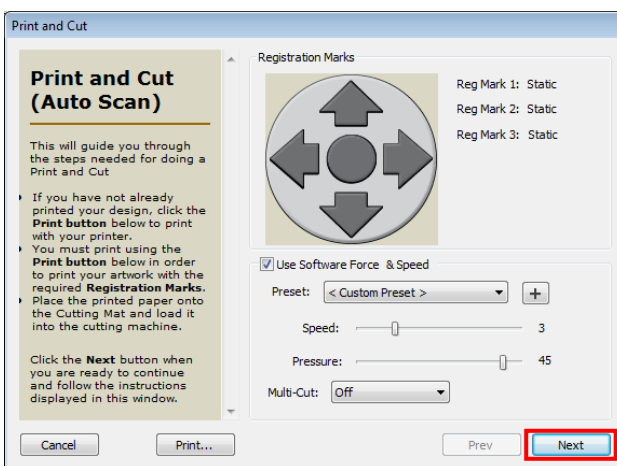 Print and Cut
Print and Cut
(Auto Scan)
This will guide you through
the steps needed for doing a
Print and Cut
If you have not already
printed your design, click the
Print button below to print
with your printer.
You must print using the
Print button below in order
to print your artwork with the
required Registration Marks.
Place the printed paper onto
the Cutting Mat and load it
into the cutting machine.
Click the Next button when
you are ready to continue
and follow the instructions
displayed in this window.
Registration Marks
Reg Mark 1: Static
Reg Mark 2: Static
Reg Mark 3: Static
Use Software Force & Speed
Preset: < Custom Preset > +
Speed: 3
Pressure: 45
Multi-Cut: Off
Cancel Print... Prev Next